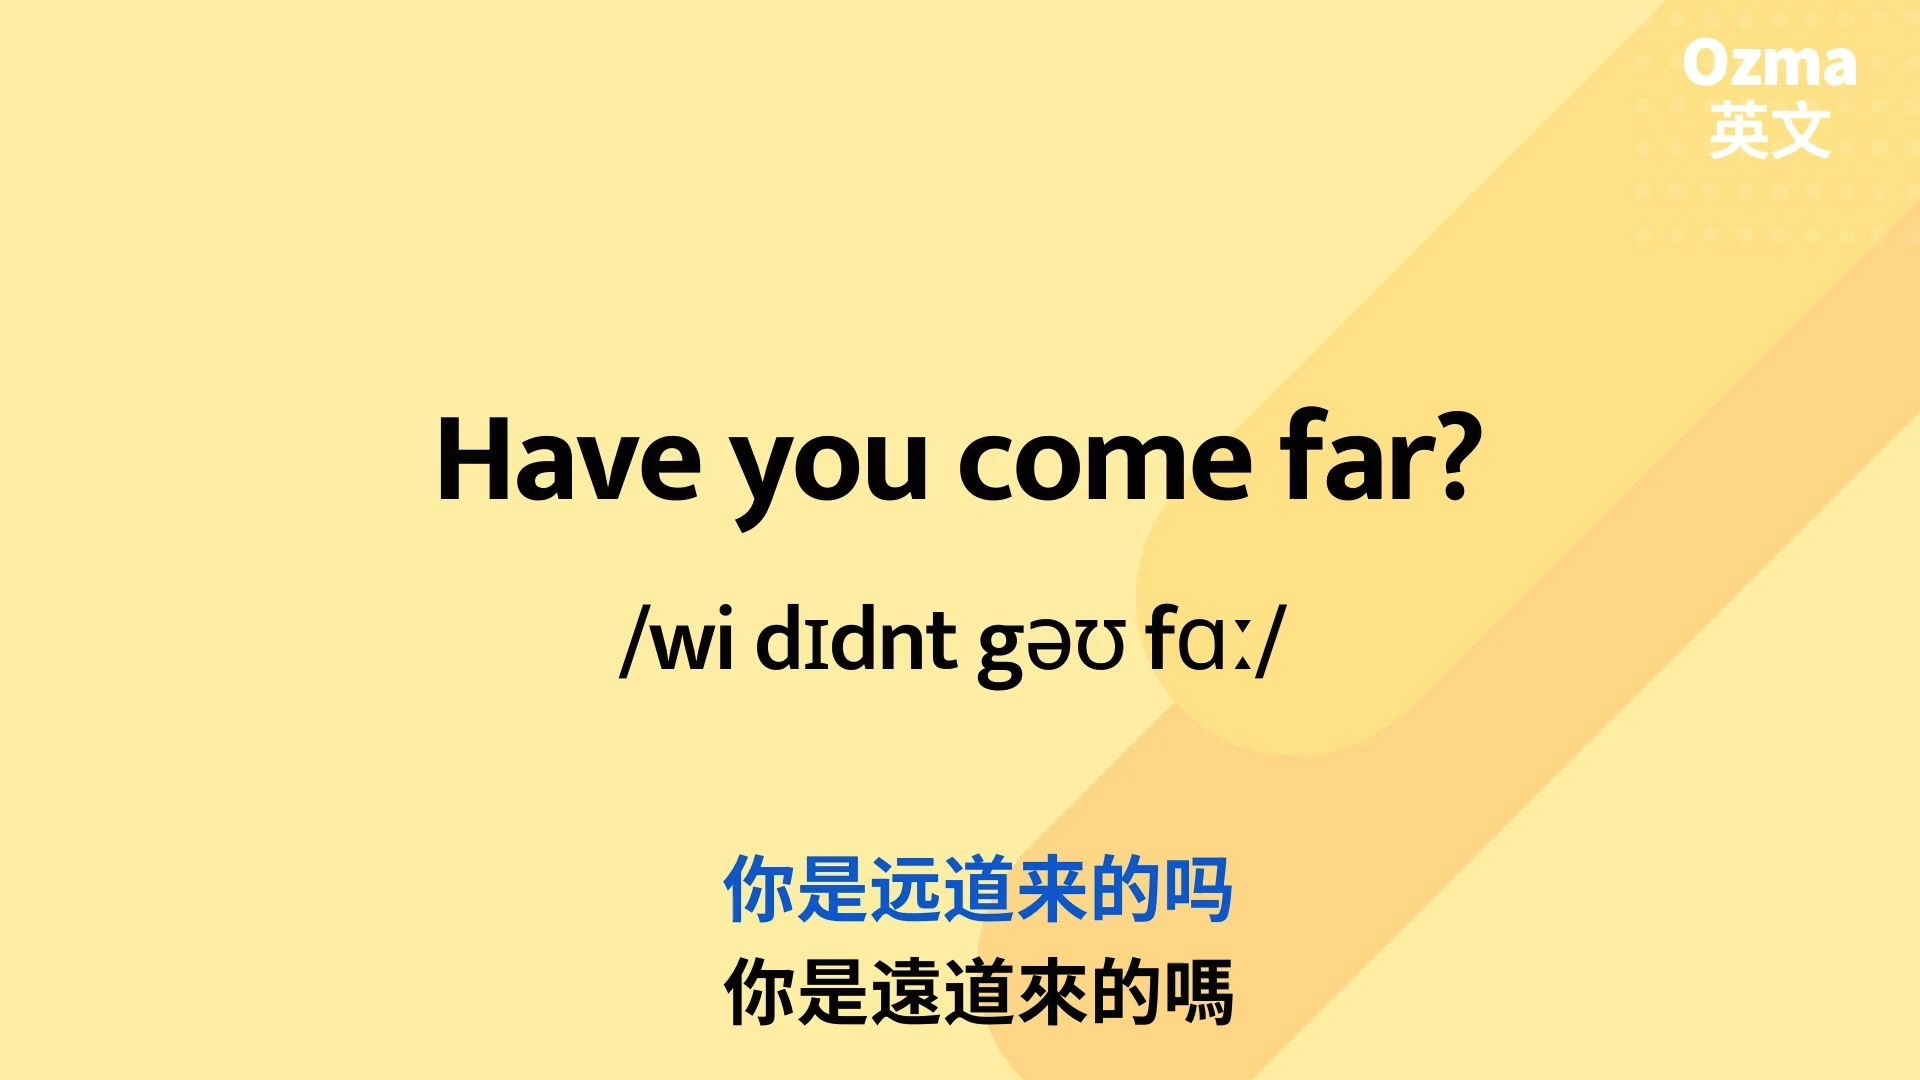 Ozma
英文
Have you come far?
/wi dɪdnt gəʊ fɑː/
你是远道来的吗
你是遠道來的嗎